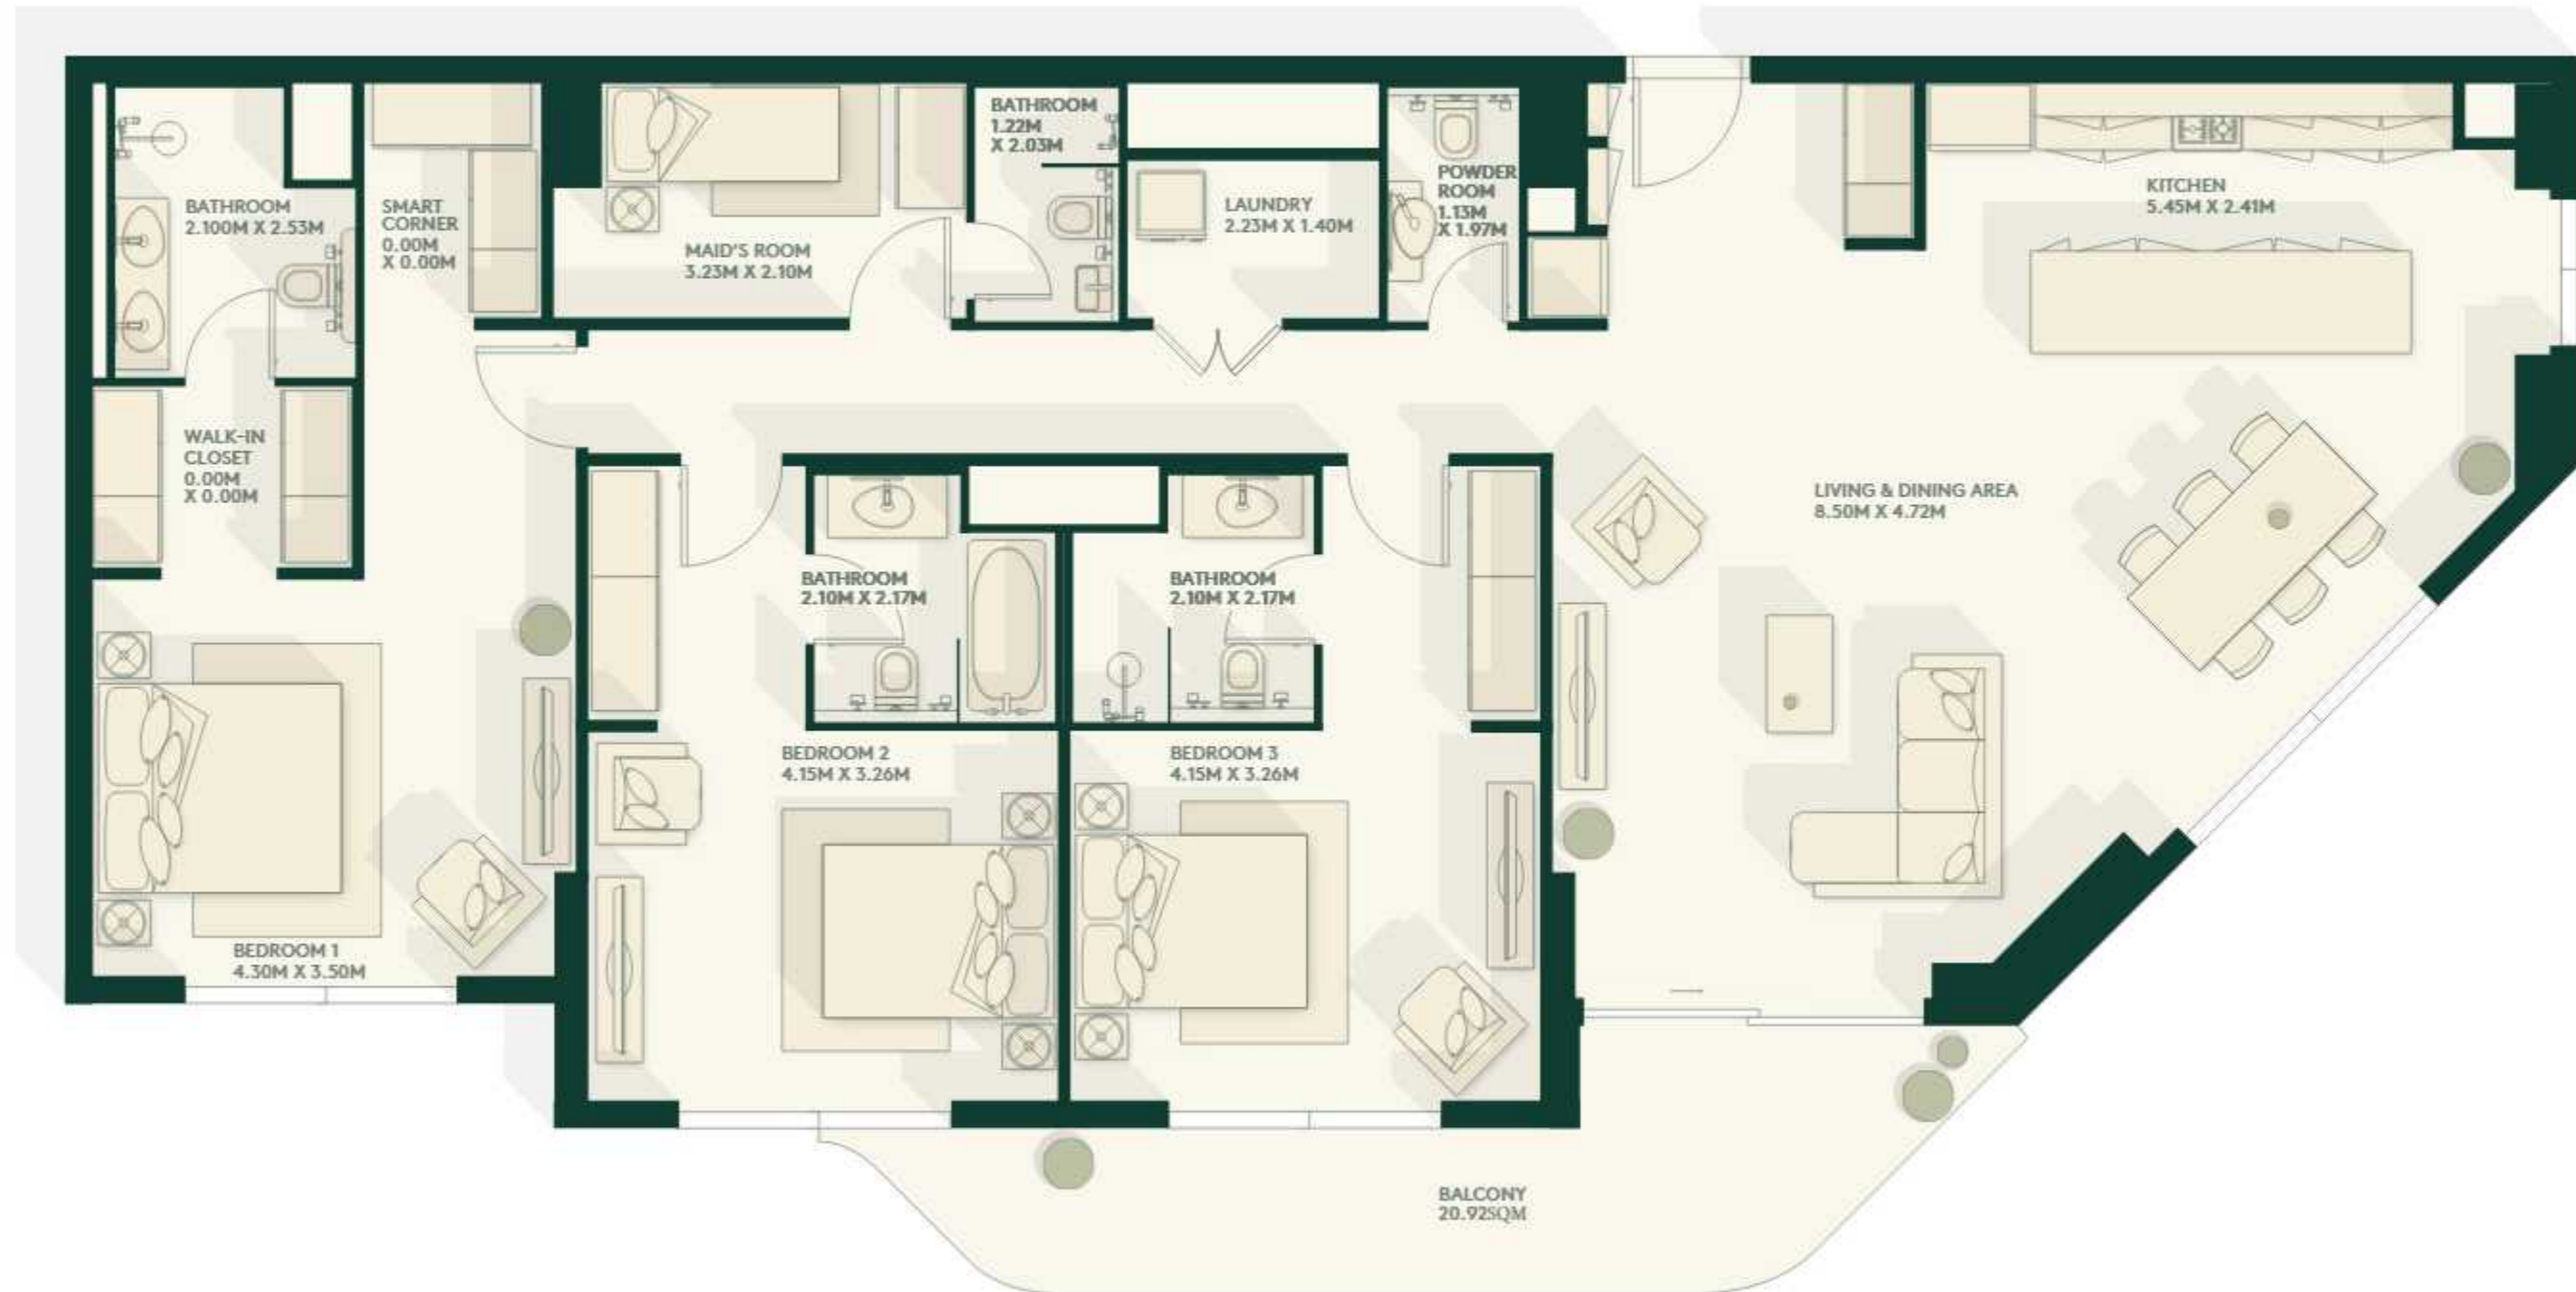 BATHROOM
2.100M X 2.53M
SMART
CORNER
0.00M
X 0.00M
MAID'S ROOM
3.23M X 2.10M
BATHROOM
1.22M
X 2.03M
LAUNDRY
2.23M X 1.40M
POWDER
ROOM
1.13M
X 1.97M
KITCHEN
5.45M X 2.41M
WALK-IN
CLOSET
0.00M
X 0.00M
LIVING & DINING AREA
8.50M X 4.72M
BATHROOM
2.10M X 2.17M
BATHROOM
2.10M X 2.17M
BEDROOM 1
4.30M X 3.50M
BEDROOM 2
4.15M X 3.26M
BEDROOM 3
4.15M X 3.26M
BALCONY
20.92SQM